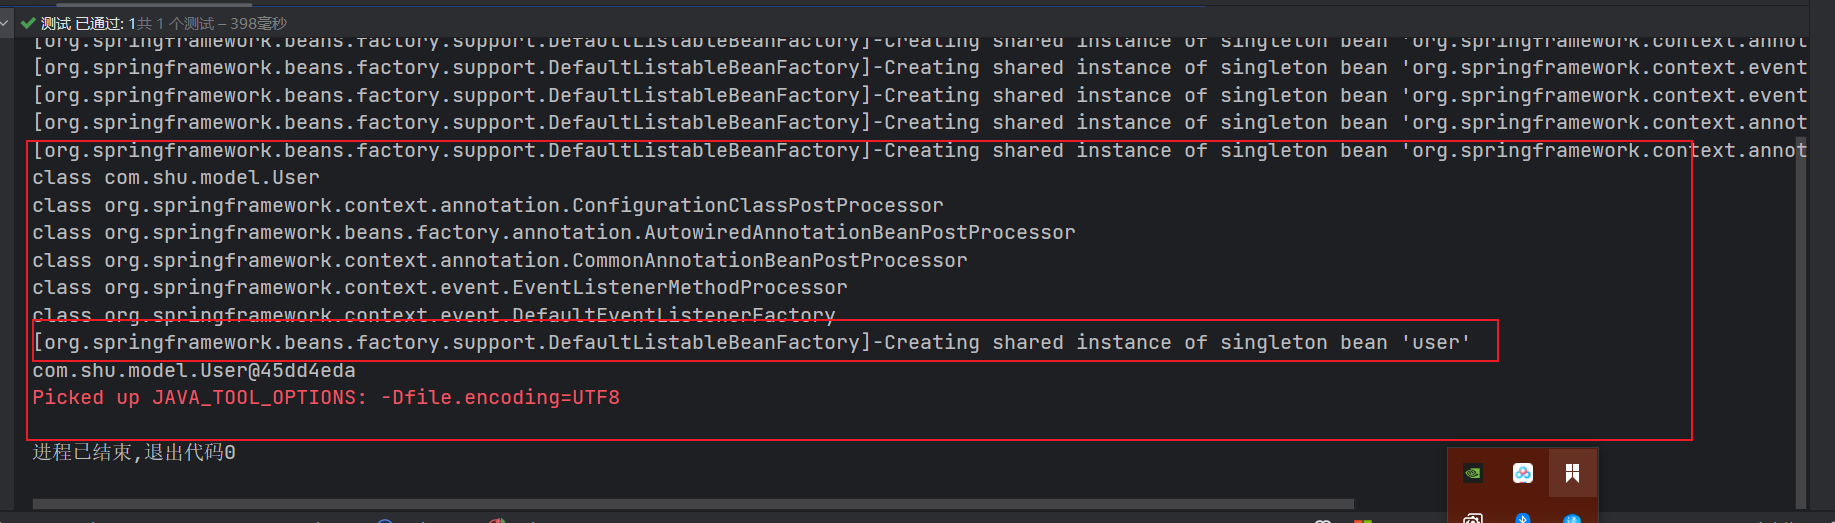 测试 已通过: 1共 1 个测试 – 398毫秒
[org.springframework.beans.factory.support.DefaultListableBeanFactory]-Creating shared instance of singleton bean 'org.springframework.context.annot
[org.springframework.beans.factory.support.DefaultListableBeanFactory]-Creating shared instance of singleton bean 'org.springframework.context.event
[org.springframework.beans.factory.support.DefaultListableBeanFactory]-Creating shared instance of singleton bean 'org.springframework.context.event
[org.springframework.beans.factory.support.DefaultListableBeanFactory]-Creating shared instance of singleton bean 'org.springframework.context.annot
[org.springframework.beans.factory.support.DefaultListableBeanFactory]-Creating shared instance of singleton bean 'org.springframework.context.annot
class com.shu.model.User
class org.springframework.context.annotation.ConfigurationClassPostProcessor
class org.springframework.beans.factory.annotation.AutowiredAnnotationBeanPostProcessor
class org.springframework.context.annotation.CommonAnnotationBeanPostProcessor
class org.springframework.context.event.EventListenerMethodProcessor
class org.springframework.context.event.DefaultEventListenerFactory
[org.springframework.beans.factory.support.DefaultListableBeanFactory]-Creating shared instance of singleton bean 'user'
com.shu.model.User@45dd4eda
Picked up JAVA_TOOL_OPTIONS: -Dfile.encoding=UTF8
进程已结束,退出代码0